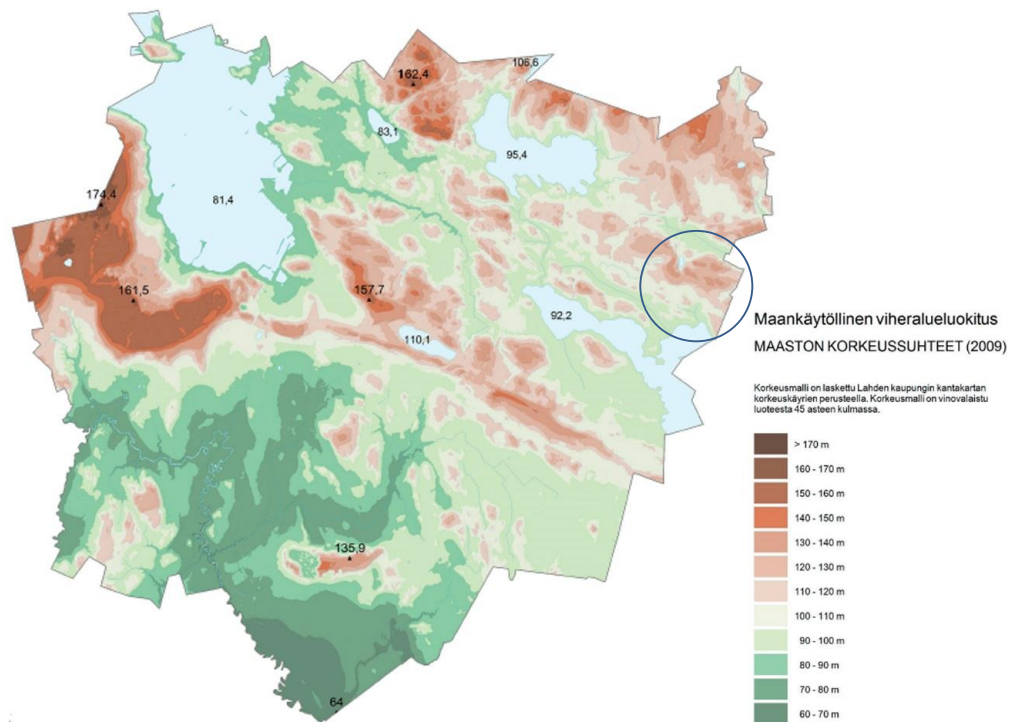 106,6
162,4
83,1
95,4
174,4
81,4
161,5
157,7
92,2
110,1
135,9
64
Maankäytöllinen viheralueluokitus
MAASTON KORKEUSSUHTEET (2009)
Korkeusmalli on laskettu Lahden kaupungin kantakartan
korkeuskäyrien perusteella. Korkeusmalli on vinovalaistu
luoteesta 45 asteen kulmassa.
> 170 m
160 - 170 m
150 - 160 m
140 - 150 m
130 - 140 m
120 - 130 m
110 - 120 m
100 - 110 m
90 - 100 m
80 - 90 m
70 - 80 m
60 - 70 m